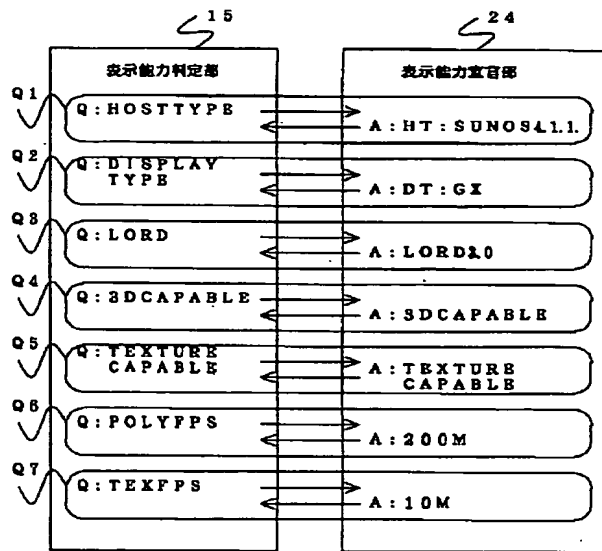 15
24
表示能力判定部
表示能力宣言部
Q1
Q:HOSTTYPE
A:HT:SUNOS4.1.1.
Q2
Q:DISPLAY
TYPE
A:DT:GX
Q3
Q:LORD
A:LORD2.0
Q4
Q:3DCAPABLE
A:3DCAPABLE
Q5
Q:TEXTURE
CAPABLE
A:TEXTURE
CAPABLE
Q6
Q:POLYFPS
A:200M
Q7
Q:TEXFPS
A:10M